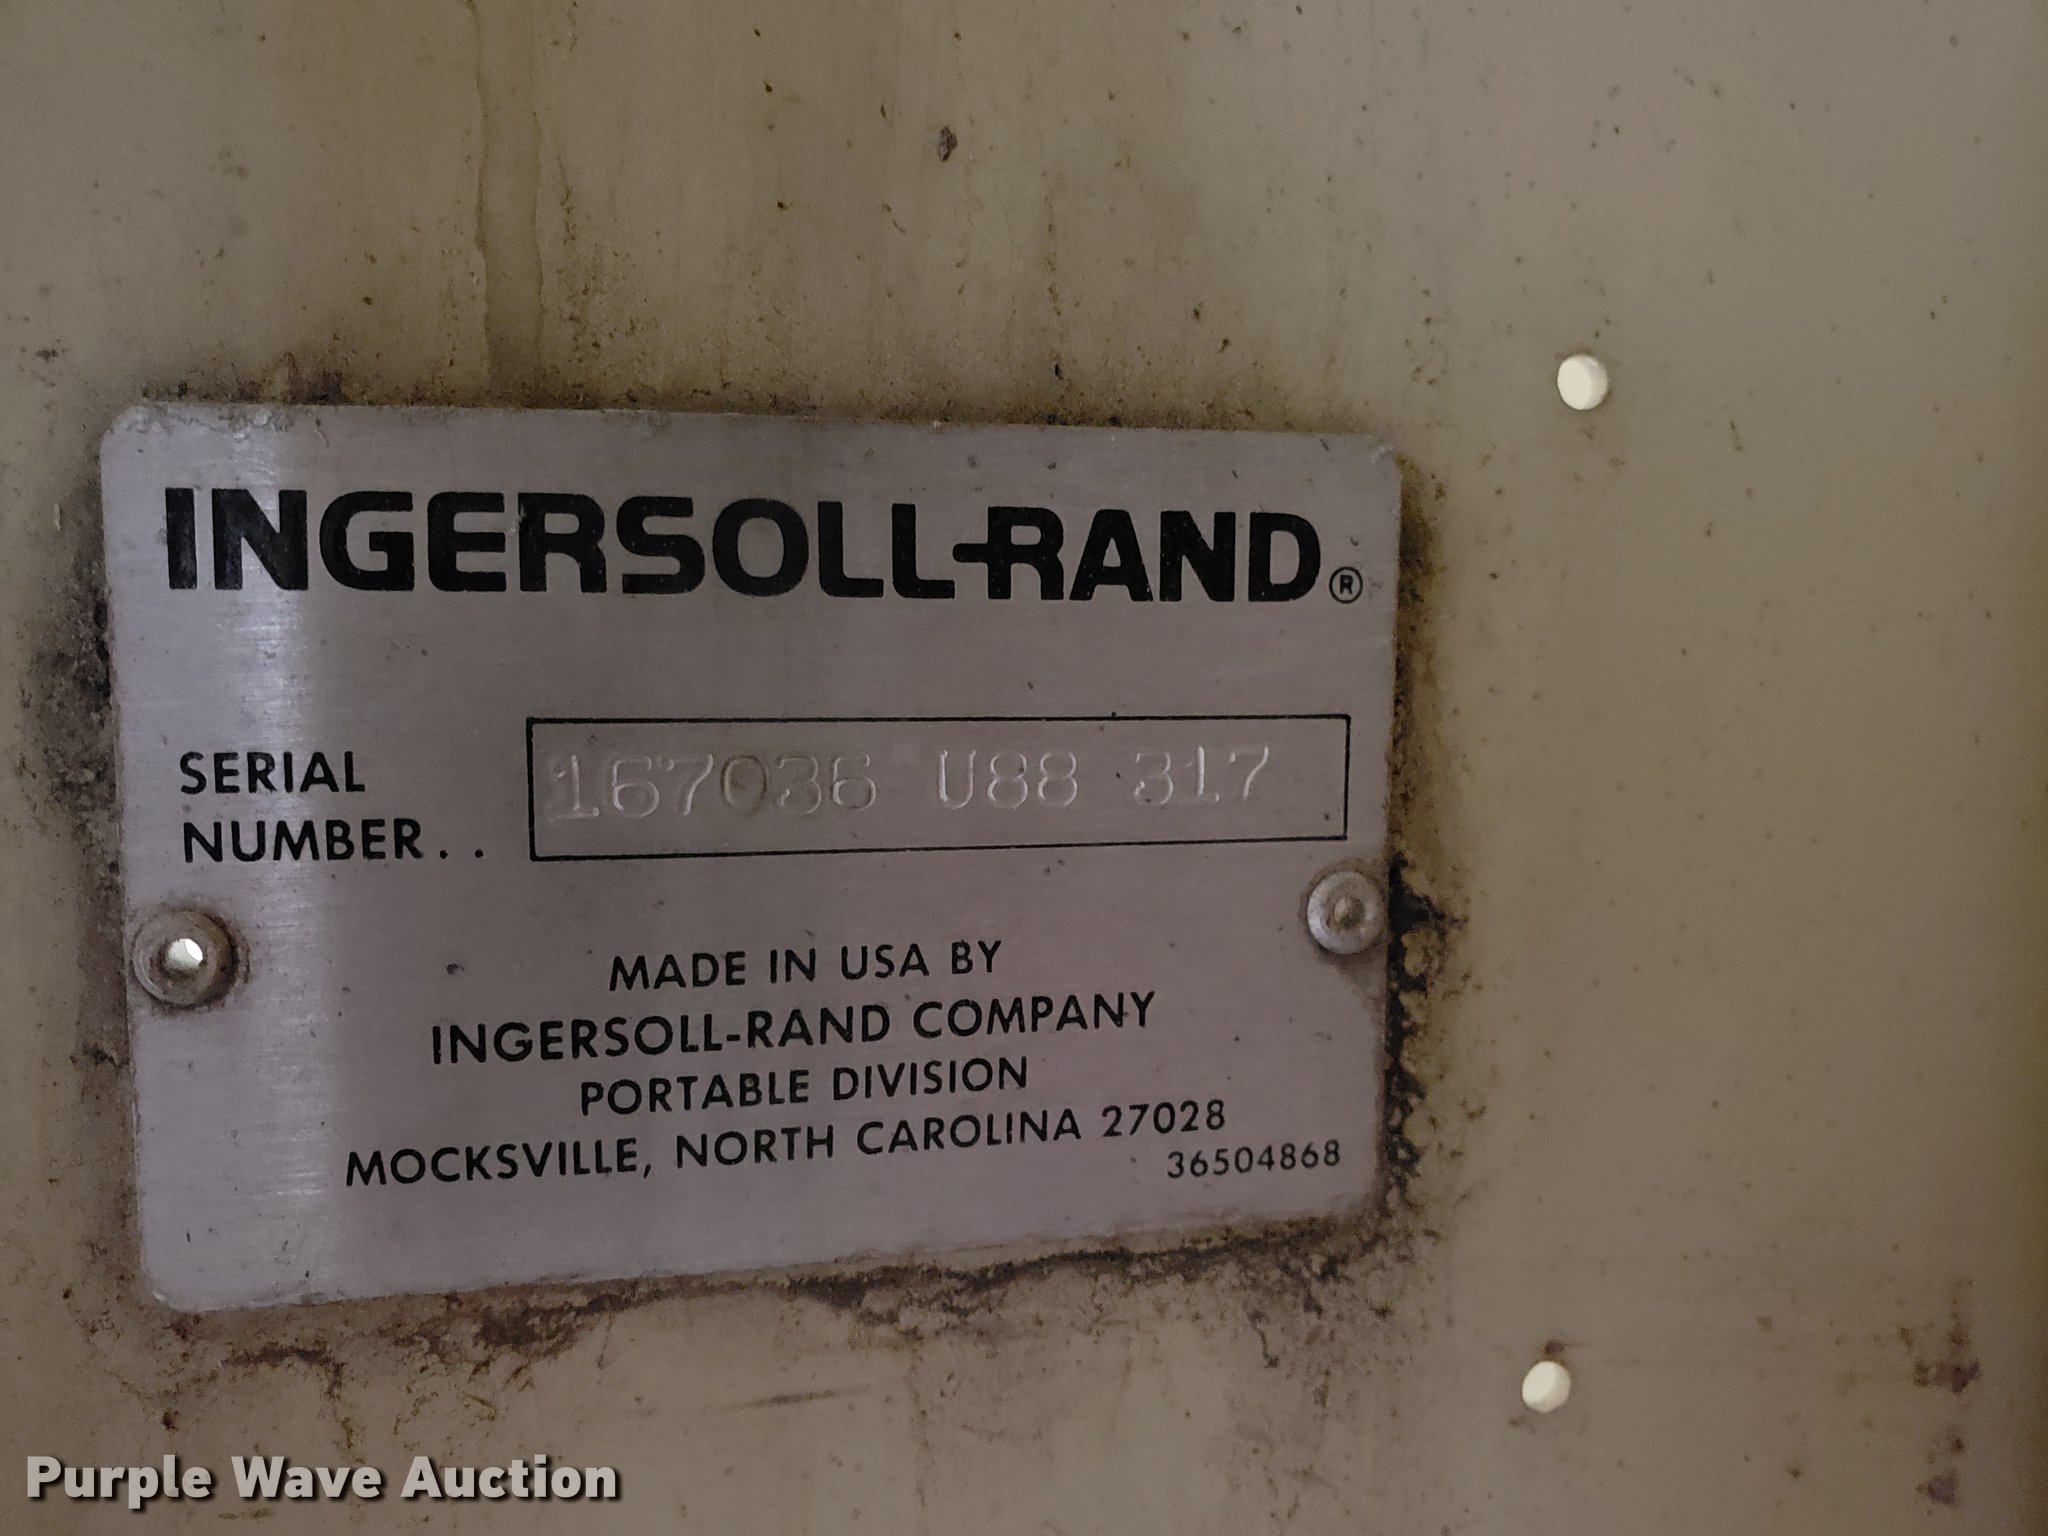 INGERSOLL-RAND®
SERIAL
NUMBER. . 167036 U88 317
MADE IN USA BY
INGERSOLL-RAND COMPANY
PORTABLE DIVISION
MOCKSVILLE, NORTH CAROLINA 27028
36504868
Purple Wave Auction